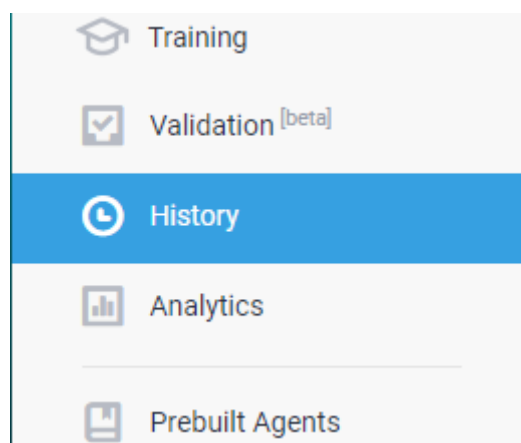 Training
Validation [beta]
History
Analytics
Prebuilt Agents